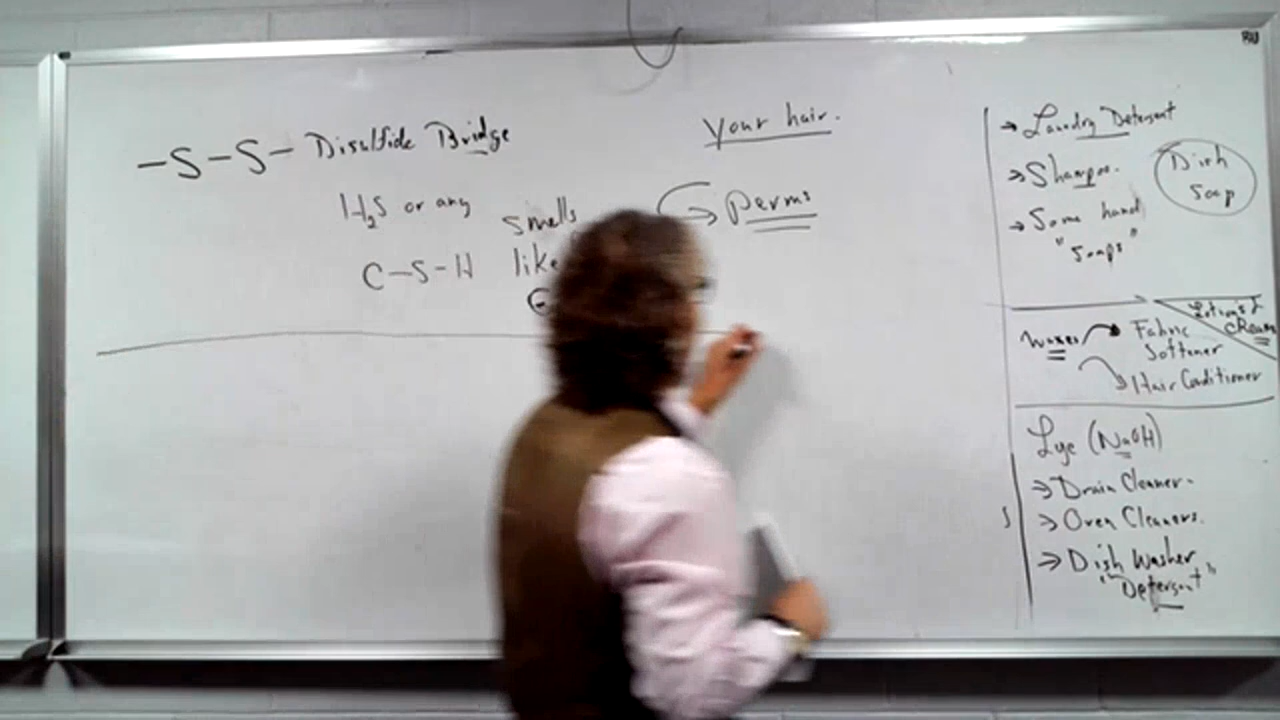 -S-S- Disulfide Bridge
H₂S or any
C-S-H
smells
like
Your hair.
Perms
→ Laundry Detergent
→ Shampoo.
→ Some hand
"soaps"
Dish
Soap
Waxes
Fabric
Softener
Hair Conditioner
Lotions &
Cream
Lye (NaOH)
→ Drain Cleaner.
→ Oven Cleaners.
→ Dish Washer
"Detergent"